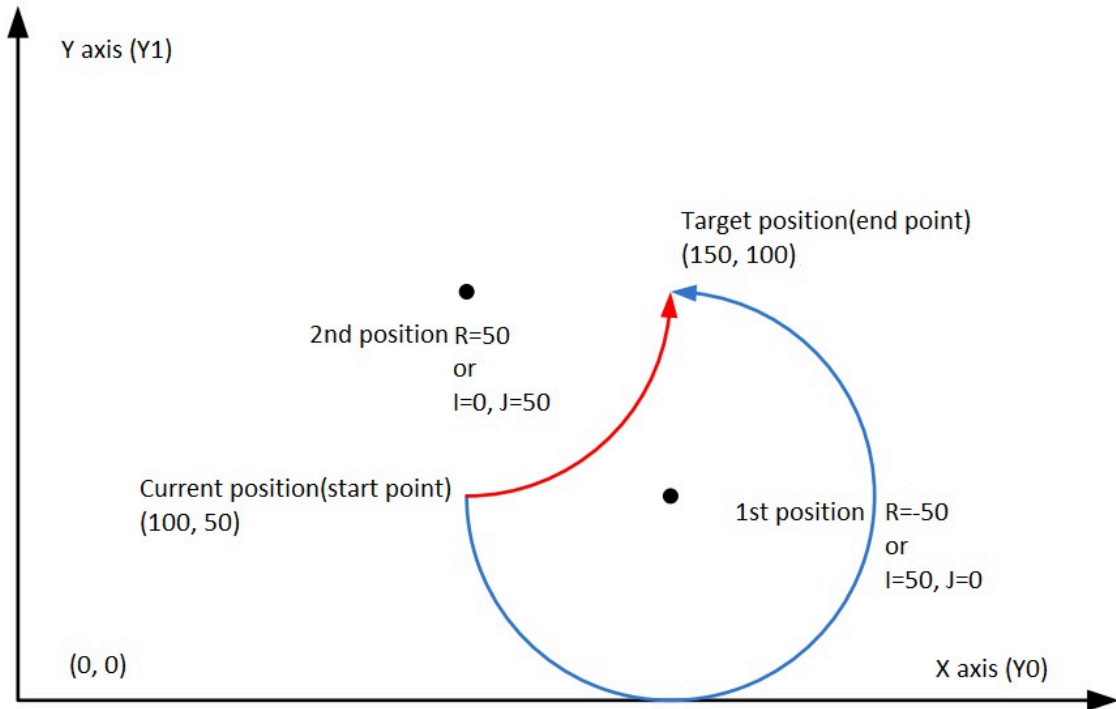 Y axis (Y1)
Target position(end point)
(150, 100)
2nd position R=50
or
I=0, J=50
Current position(start point)
(100, 50)
1st position R=-50
or
I=50, J=0
(0, 0)
X axis (Y0)